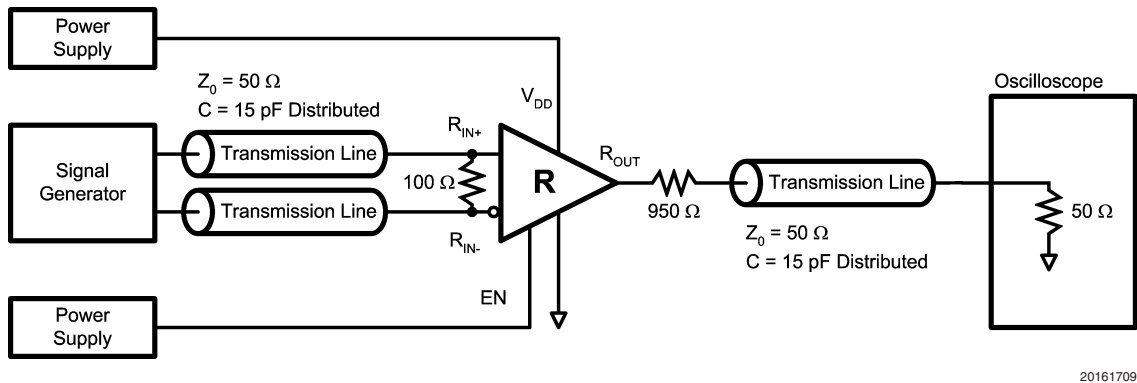 Power
Supply
Z0 = 50 Ω
C = 15 pF Distributed
Oscilloscope
VDD
RIN+
Signal
Generator
Transmission Line
100 Ω
R
ROUT
Transmission Line
950 Ω
Transmission Line
50 Ω
RIN-
Z0 = 50 Ω
C = 15 pF Distributed
EN
Power
Supply
20161709